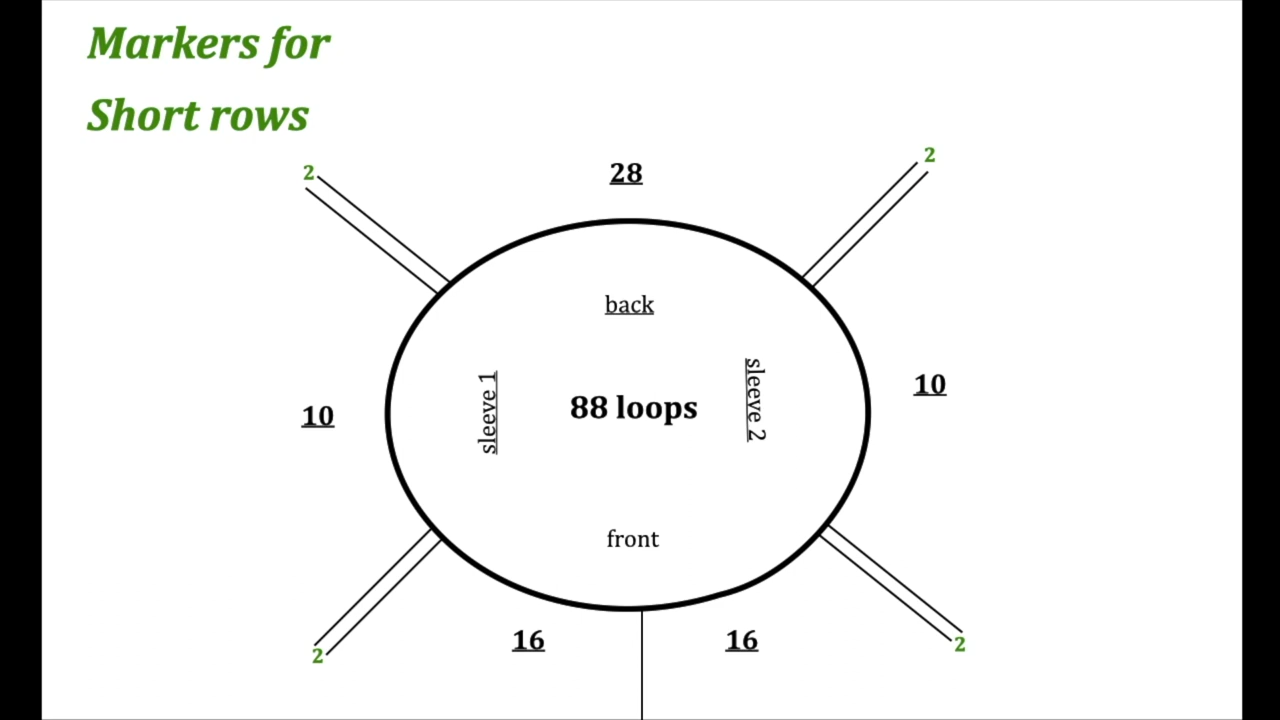 Markers for
Short rows
2
28
2
back
10
sleeve 1
88 loops
sleeve 2
10
front
2
16
16
2